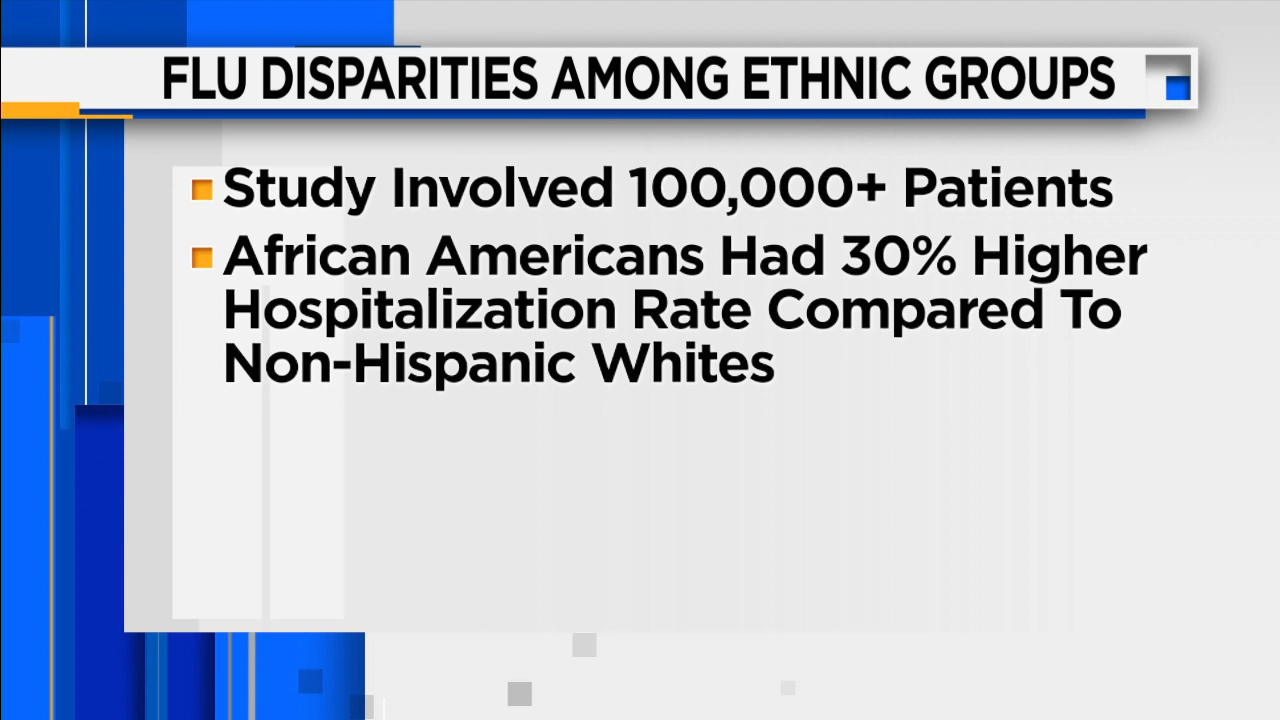 FLU DISPARITIES AMONG ETHNIC GROUPS
Study Involved 100,000+ Patients
African Americans Had 30% Higher
Hospitalization Rate Compared To
Non-Hispanic Whites